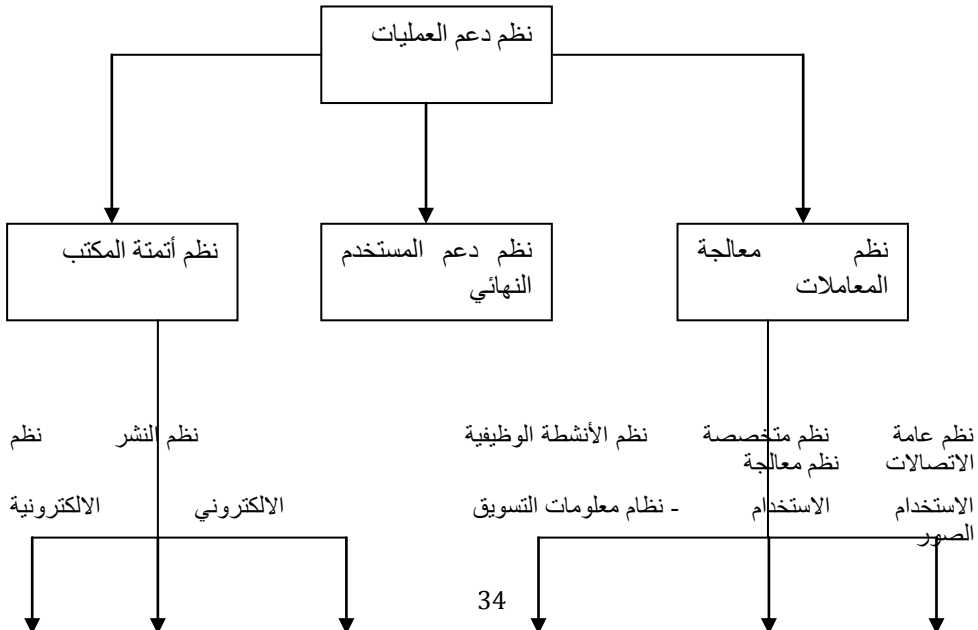 نظم دعم العمليات
نظم معالجة
المعاملات
نظم دعم المستخدم
النهائي
نظم أتمتة المكتب
نظم عامة نظم متخصصة نظم الأنشطة الوظيفية نظم النشر نظم
الاتصالات نظم معالجة
الاستخدام الاستخدام - نظام معلومات التسويق الالكتروني الالكترونية
الصور
34